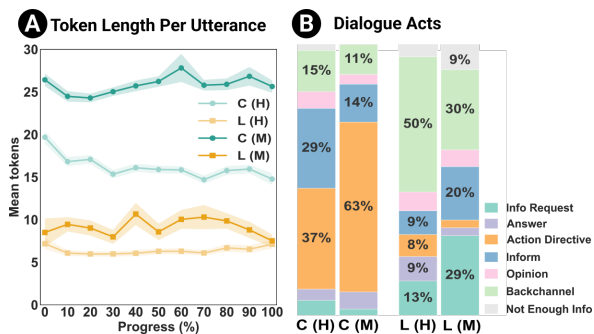 A Token Length Per Utterance
Mean tokens
30
25
20
15
10
5
0
0 10 20 30 40 50 60 70 80 90 100
Progress (%)
C (H)
L (H)
C (M)
L (M)
B Dialogue Acts
15%
29%
37%
11%
14%
63%
50%
9%
8%
9%
13%
9%
30%
20%
29%
C (H) C (M) L (H) L (M)
Info Request
Answer
Action Directive
Inform
Opinion
Backchannel
Not Enough Info